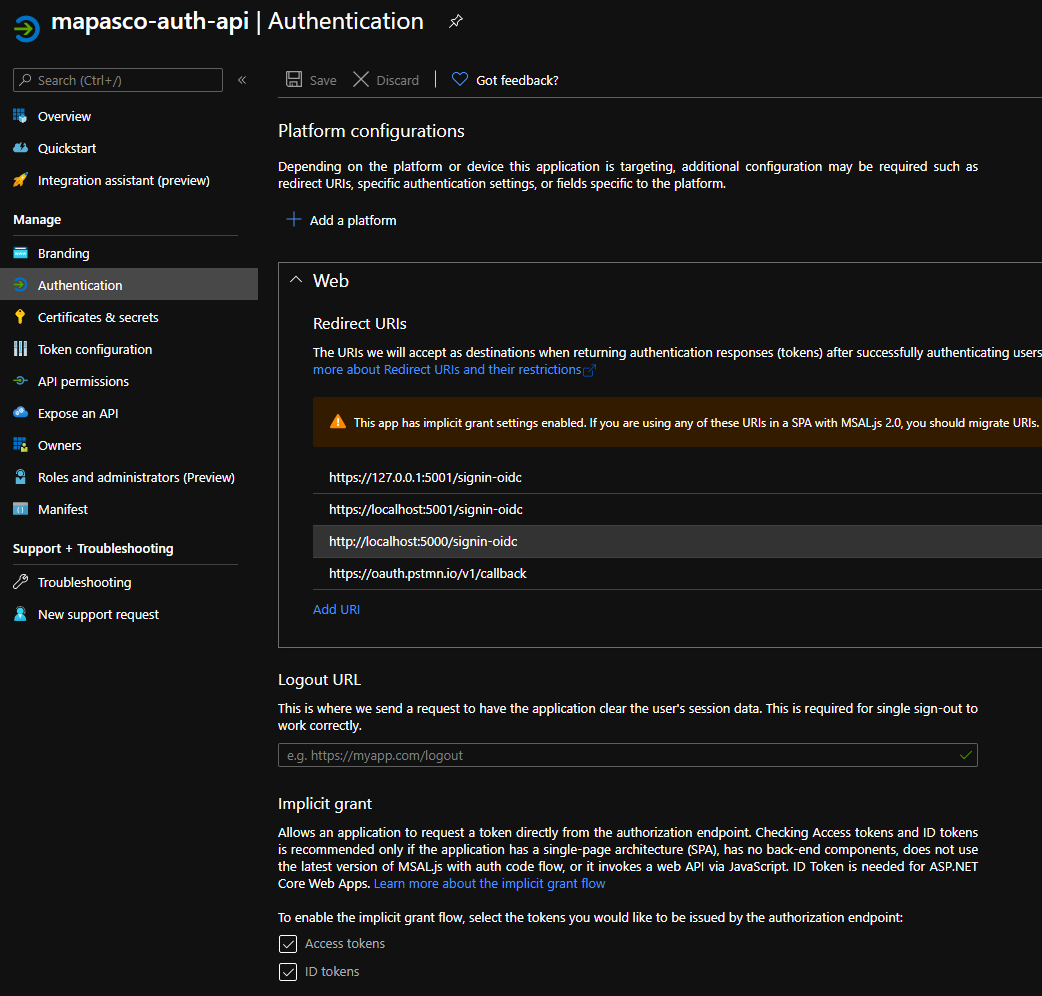 mapasco-auth-api | Authentication
Search (Ctrl+/)
«
Overview
Quickstart
Integration assistant (preview)
Manage
Branding
Authentication
Certificates & secrets
Token configuration
API permissions
Expose an API
Owners
Roles and administrators (Preview)
Manifest
Support + Troubleshooting
Troubleshooting
New support request
Save
Discard
Got feedback?
Platform configurations
Depending on the platform or device this application is targeting, additional configuration may be required such as
redirect URIs, specific authentication settings, or fields specific to the platform.
Add a platform
Web
Redirect URIs
The URIs we will accept as destinations when returning authentication responses (tokens) after successfully authenticating users
more about Redirect URIs and their restrictions
This app has implicit grant settings enabled. If you are using any of these URIs in a SPA with MSAL.js 2.0, you should migrate URIs.
https://127.0.0.1:5001/signin-oidc
https://localhost:5001/signin-oidc
http://localhost:5000/signin-oidc
https://oauth.pstmn.io/v1/callback
Add URI
Logout URL
This is where we send a request to have the application clear the user's session data. This is required for single sign-out to
work correctly.
e.g. https://myapp.com/logout
Implicit grant
Allows an application to request a token directly from the authorization endpoint. Checking Access tokens and ID tokens
is recommended only if the application has a single-page architecture (SPA), has no back-end components, does not use
the latest version of MSAL.js with auth code flow, or it invokes a web API via JavaScript. ID Token is needed for ASP.NET
Core Web Apps. Learn more about the implicit grant flow
To enable the implicit grant flow, select the tokens you would like to be issued by the authorization endpoint:
Access tokens
ID tokens